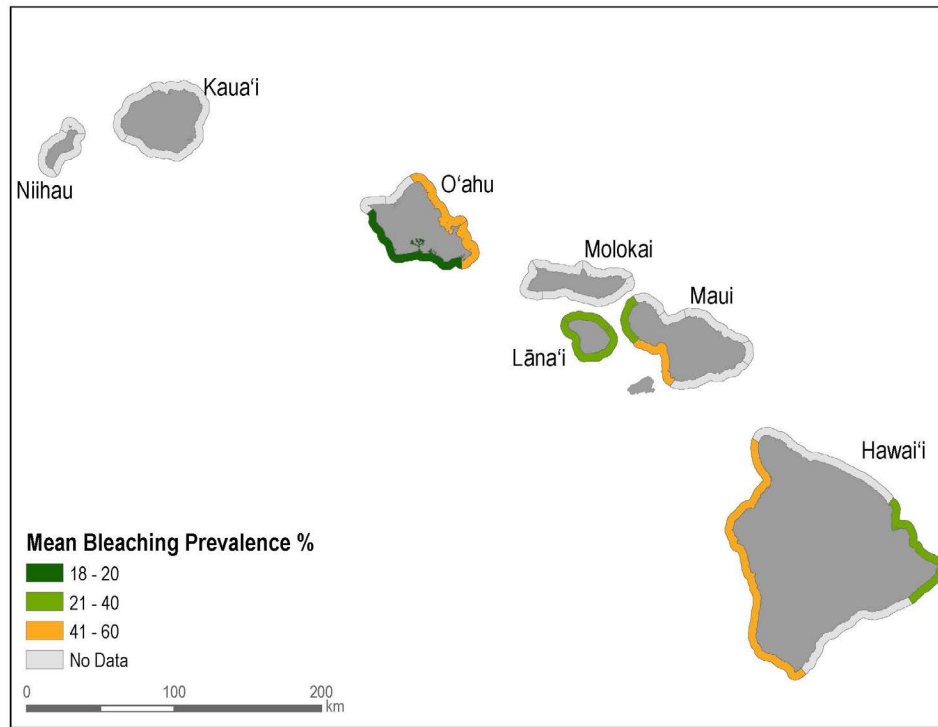 Kaua‘i
Niihau
O‘ahu
Molokai
Maui
Lāna‘i
Hawai‘i
Mean Bleaching Prevalence %
18 - 20
21 - 40
41 - 60
No Data
0 100 200
km